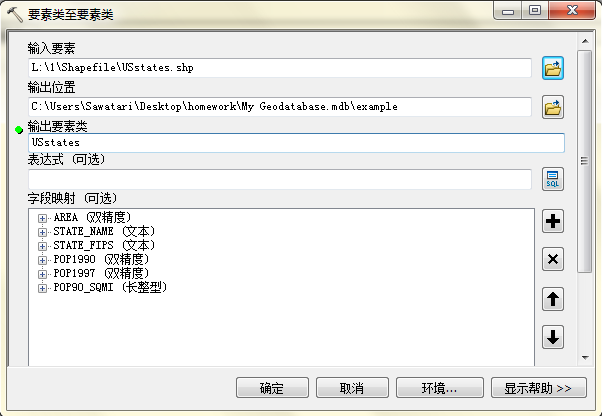 要素类至要素类
输入要素
L:\1\Shapefile\USstates.shp
输出位置
C:\Users\Sawatari\Desktop\homework\My Geodatabase.mdb\example
输出要素类
USstates
表达式 (可选)
SQL
字段映射 (可选)
AREA (双精度)
STATE_NAME (文本)
STATE_FIPS (文本)
POP1990 (双精度)
POP1997 (双精度)
POP90_SQMI (长整型)
确定 取消 环境... 显示帮助 >>